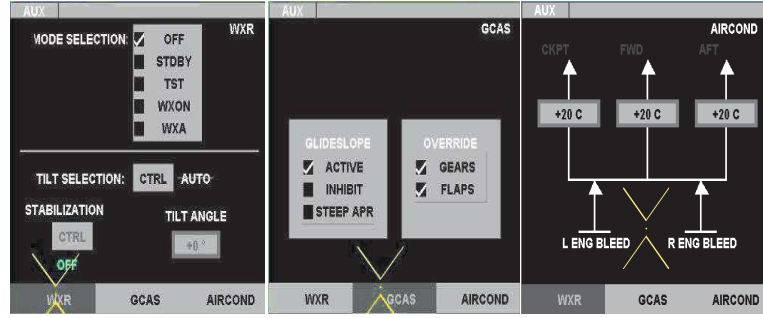 AUX
WXR
MODE SELECTION:
OFF
STDBY
TST
WXON
WXA
TILT SELECTION: CTRL AUTO
STABILIZATION
CTRL
OFF
TILT ANGLE
+0 °
WXR GCAS AIRCOND
AUX
GCAS
GLIDESLOPE
ACTIVE
INHIBIT
STEEP APR
OVERRIDE
GEARS
FLAPS
WXR GCAS AIRCOND
AUX
AIRCOND
CKPT FWD AFT
+20 C +20 C +20 C
L ENG BLEED R ENG BLEED
WXR GCAS AIRCOND